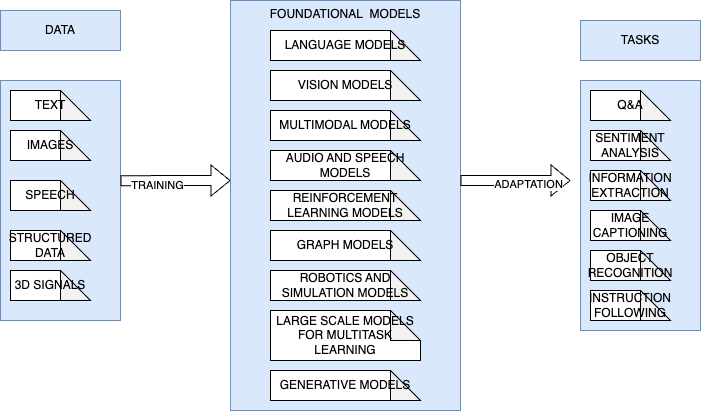 DATA
TEXT
IMAGES
SPEECH
STRUCTURED
DATA
3D SIGNALS
TRAINING
FOUNDATIONAL MODELS
LANGUAGE MODELS
VISION MODELS
MULTIMODAL MODELS
AUDIO AND SPEECH
MODELS
REINFORCEMENT
LEARNING MODELS
GRAPH MODELS
ROBOTICS AND
SIMULATION MODELS
LARGE SCALE MODELS
FOR MULTITASK
LEARNING
GENERATIVE MODELS
ADAPTATION
TASKS
Q&A
SENTIMENT
ANALYSIS
INFORMATION
EXTRACTION
IMAGE
CAPTIONING
OBJECT
RECOGNITION
INSTRUCTION
FOLLOWING